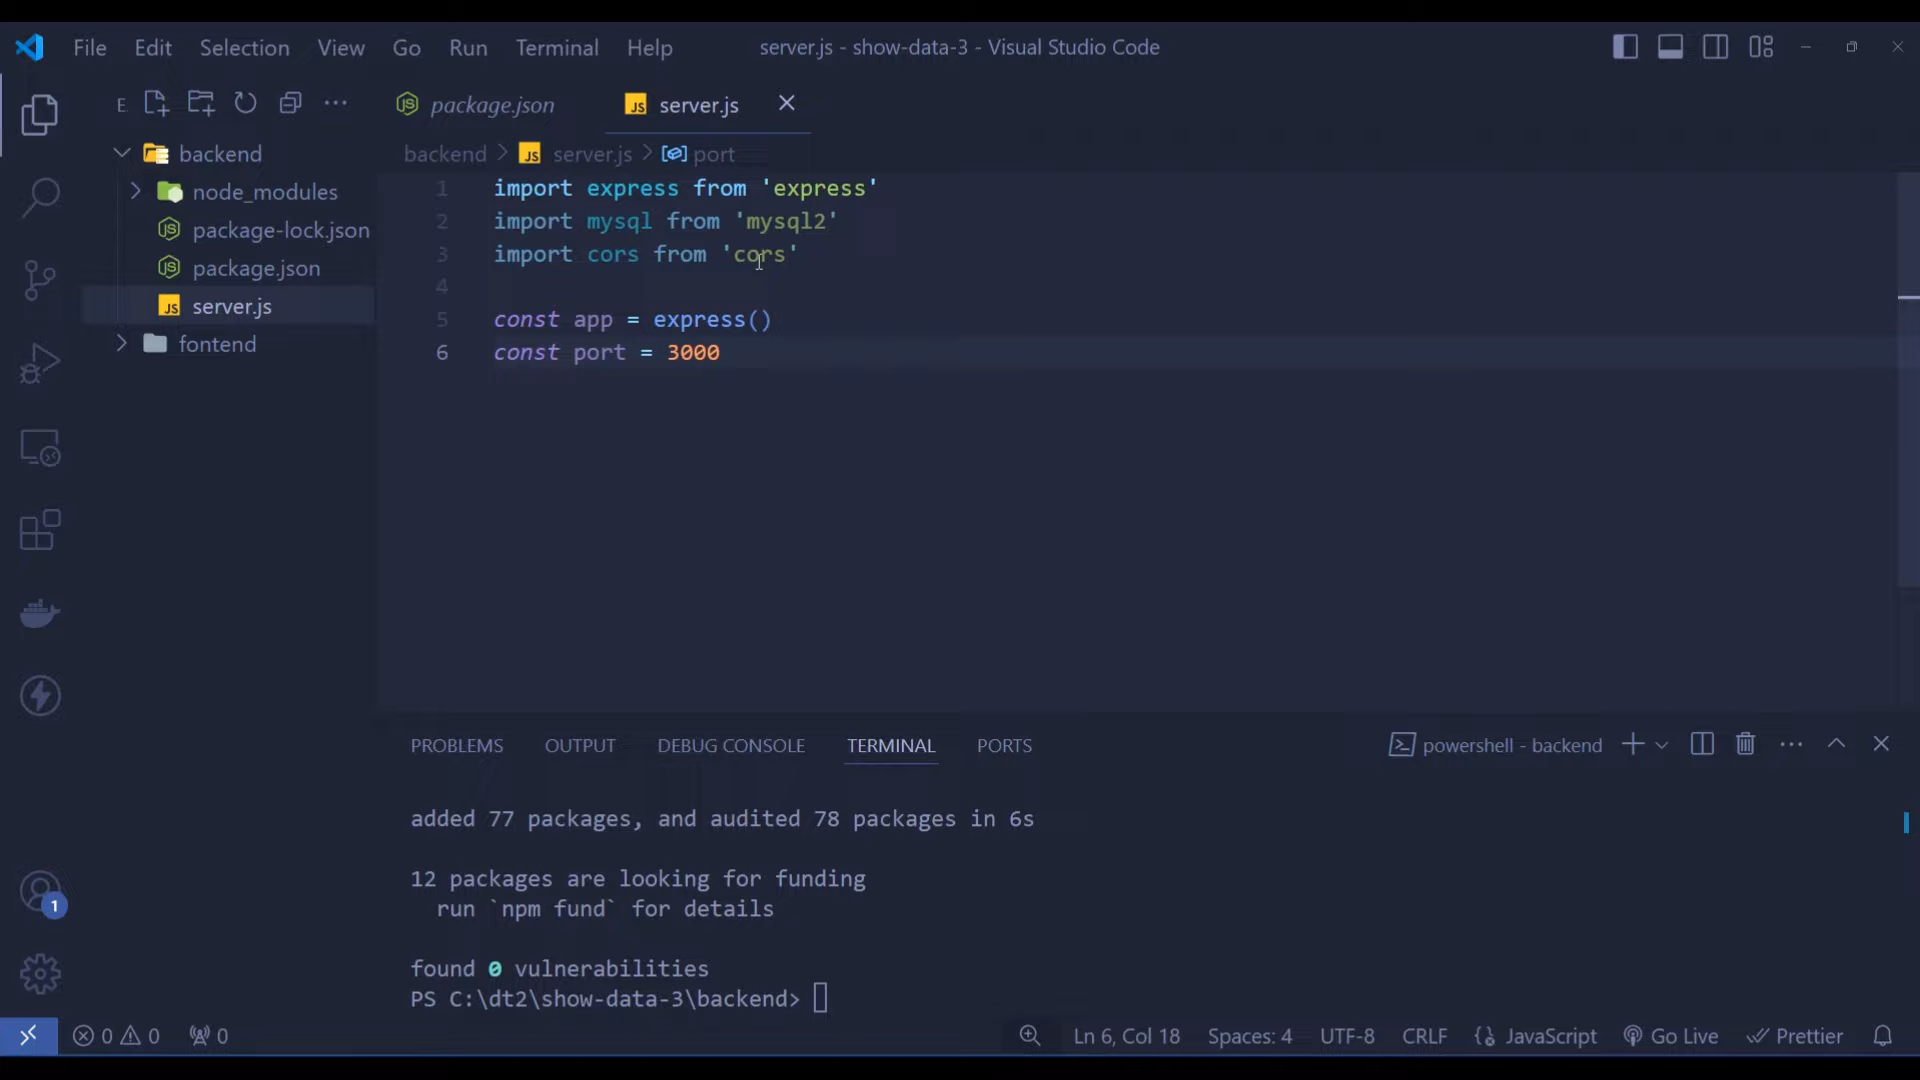 File Edit Selection View Go Run Terminal Help server.js - show-data-3 - Visual Studio Code
E
package.json
JS server.js
backend
backend > JS server.js > port
node_modules
package-lock.json
package.json
JS server.js
fontend
1 import express from 'express'
2 import mysql from 'mysql2'
3 import cors from 'cors'
4
5 const app = express()
6 const port = 3000
PROBLEMS OUTPUT DEBUG CONSOLE TERMINAL PORTS powershell - backend
added 77 packages, and audited 78 packages in 6s
12 packages are looking for funding
run `npm fund` for details
found 0 vulnerabilities
PS C:\dt2\show-data-3\backend>
1
0 0 0 Ln 6, Col 18 Spaces: 4 UTF-8 CRLF {} JavaScript Go Live Prettier